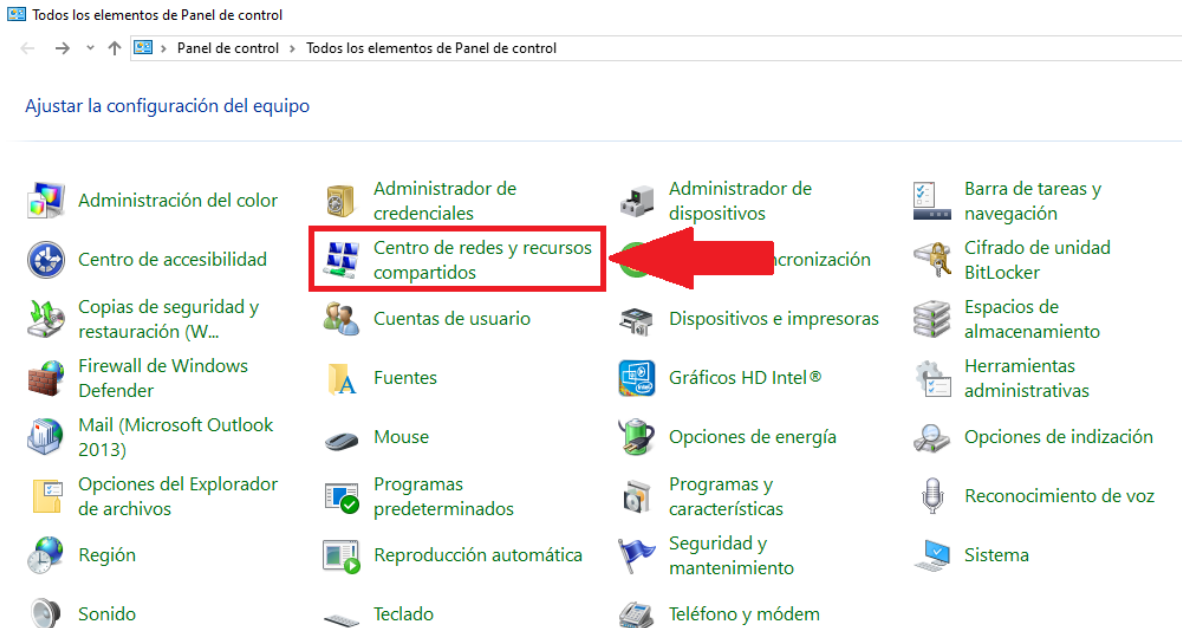 Todos los elementos de Panel de control
Panel de control > Todos los elementos de Panel de control
Ajustar la configuración del equipo
Administración del color
Administrador de
credenciales
Administrador de
dispositivos
Barra de tareas y
navegación
Centro de accesibilidad
Centro de redes y recursos
compartidos
ncronización
Cifrado de unidad
BitLocker
Copias de seguridad y
restauración (W...
Cuentas de usuario
Dispositivos e impresoras
Espacios de
almacenamiento
Firewall de Windows
Defender
Fuentes
Gráficos HD Intel®
Herramientas
administrativas
Mail (Microsoft Outlook
2013)
Mouse
Opciones de energía
Opciones de indización
Opciones del Explorador
de archivos
Programas
predeterminados
Programas y
características
Reconocimiento de voz
Región
Reproducción automática
Seguridad y
mantenimiento
Sistema
Sonido
Teclado
Teléfono y módem